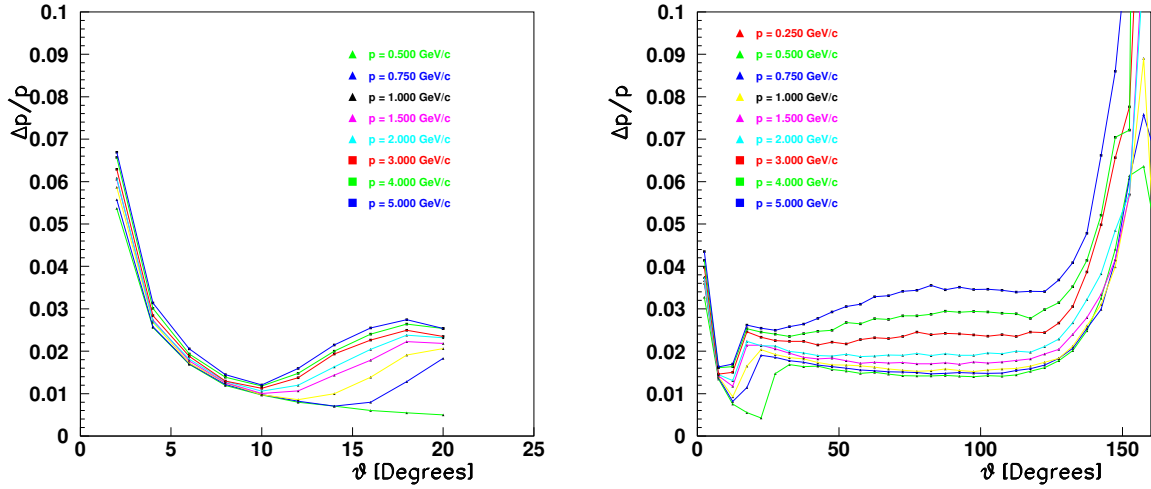 0.1
0.09
0.08
0.07
0.06
0.05
0.04
0.03
0.02
0.01
0
Δp/p
p = 0.500 GeV/c
p = 0.750 GeV/c
p = 1.000 GeV/c
p = 1.500 GeV/c
p = 2.000 GeV/c
p = 3.000 GeV/c
p = 4.000 GeV/c
p = 5.000 GeV/c
0 5 10 15 20 25
ϑ [Degrees]
0.1
0.09
0.08
0.07
0.06
0.05
0.04
0.03
0.02
0.01
0
Δp/p
p = 0.250 GeV/c
p = 0.500 GeV/c
p = 0.750 GeV/c
p = 1.000 GeV/c
p = 1.500 GeV/c
p = 2.000 GeV/c
p = 3.000 GeV/c
p = 4.000 GeV/c
p = 5.000 GeV/c
0 50 100 150
ϑ [Degrees]